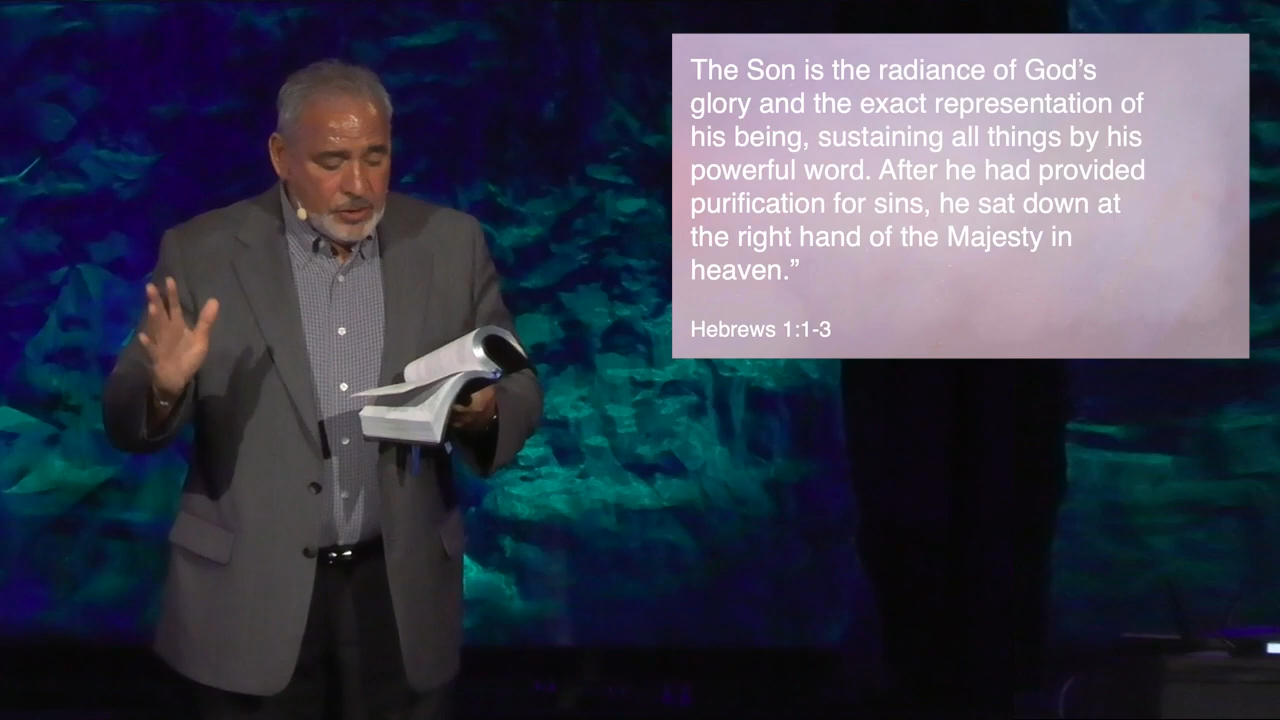 The Son is the radiance of God’s
glory and the exact representation of
his being, sustaining all things by his
powerful word. After he had provided
purification for sins, he sat down at
the right hand of the Majesty in
heaven.”
Hebrews 1:1-3